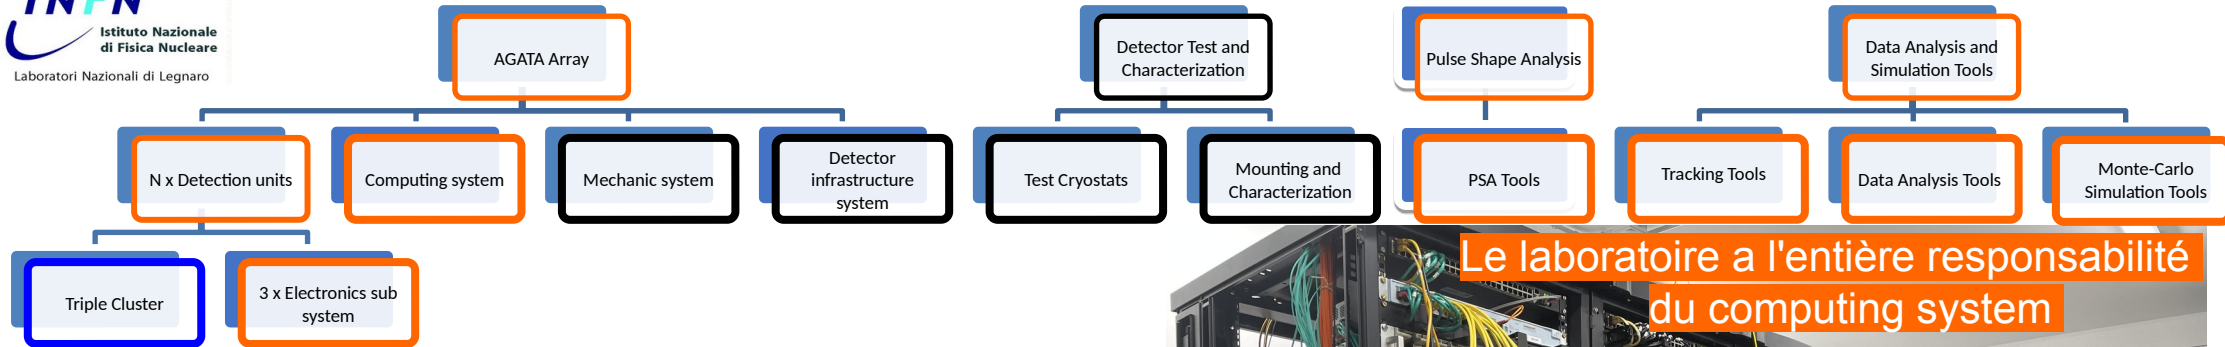 INFN
Istituto Nazionale
di Fisica Nucleare
Laboratori Nazionali di Legnaro
AGATA Array
Detector Test and
Characterization
Pulse Shape Analysis
Data Analysis and
Simulation Tools
N x Detection units
Computing system
Mechanic system
Detector
infrastructure
system
Test Cryostats
Mounting and
Characterization
PSA Tools
Tracking Tools
Data Analysis Tools
Monte-Carlo
Simulation Tools
Triple Cluster
3 x Electronics sub
system
Le laboratoire a l'entière responsabilité
du computing system